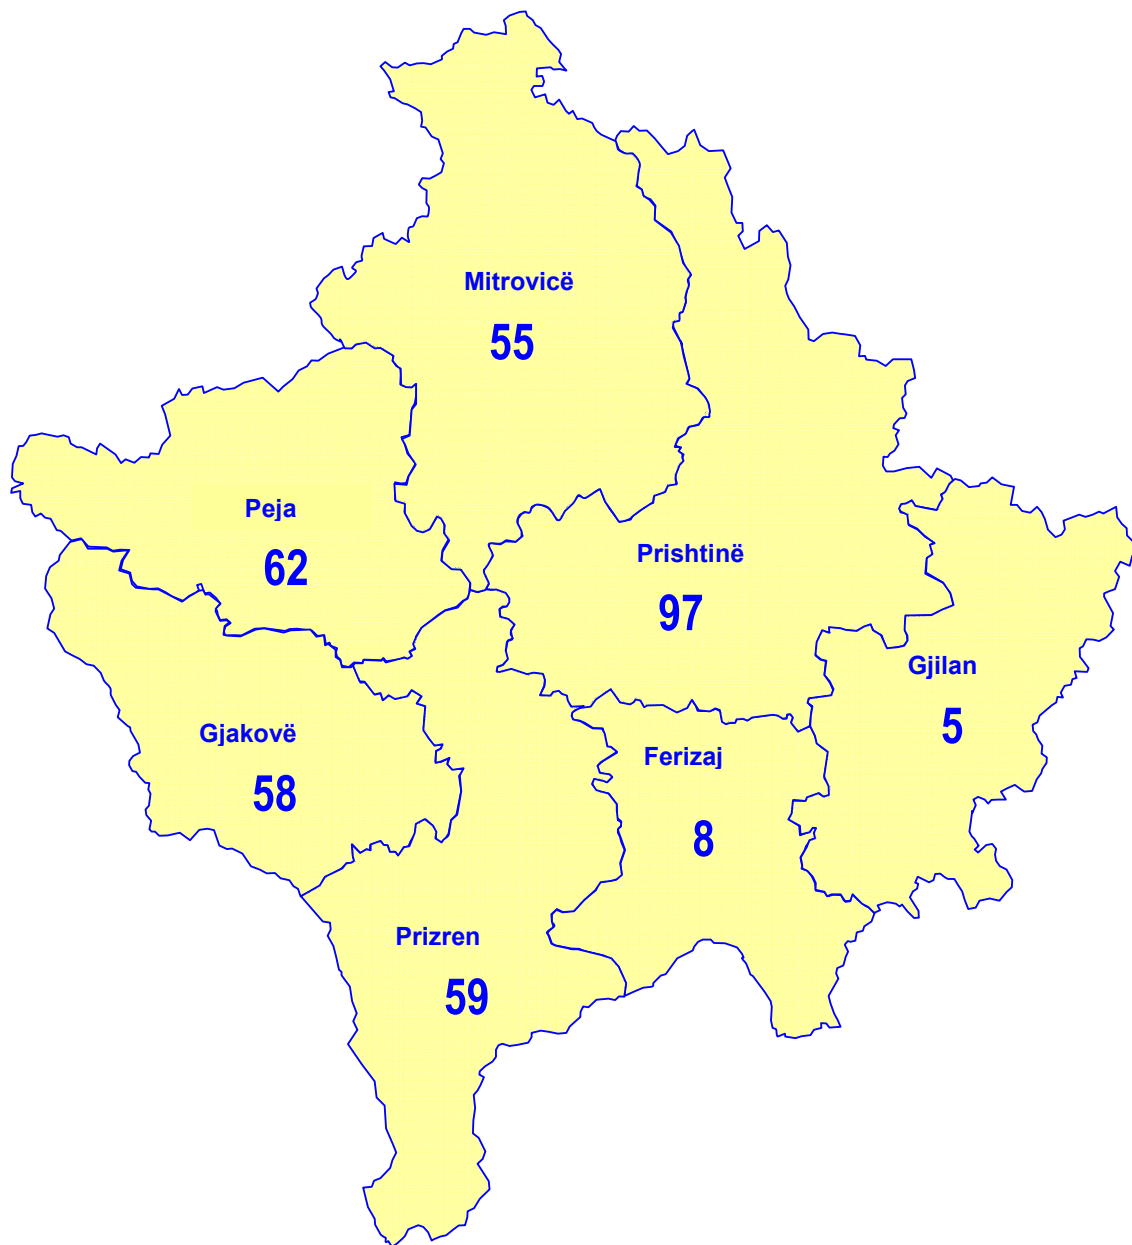 Mitrovicë
55
Peja
62
Prishtinë
97
Gjilan
5
Gjakovë
58
Ferizaj
8
Prizren
59